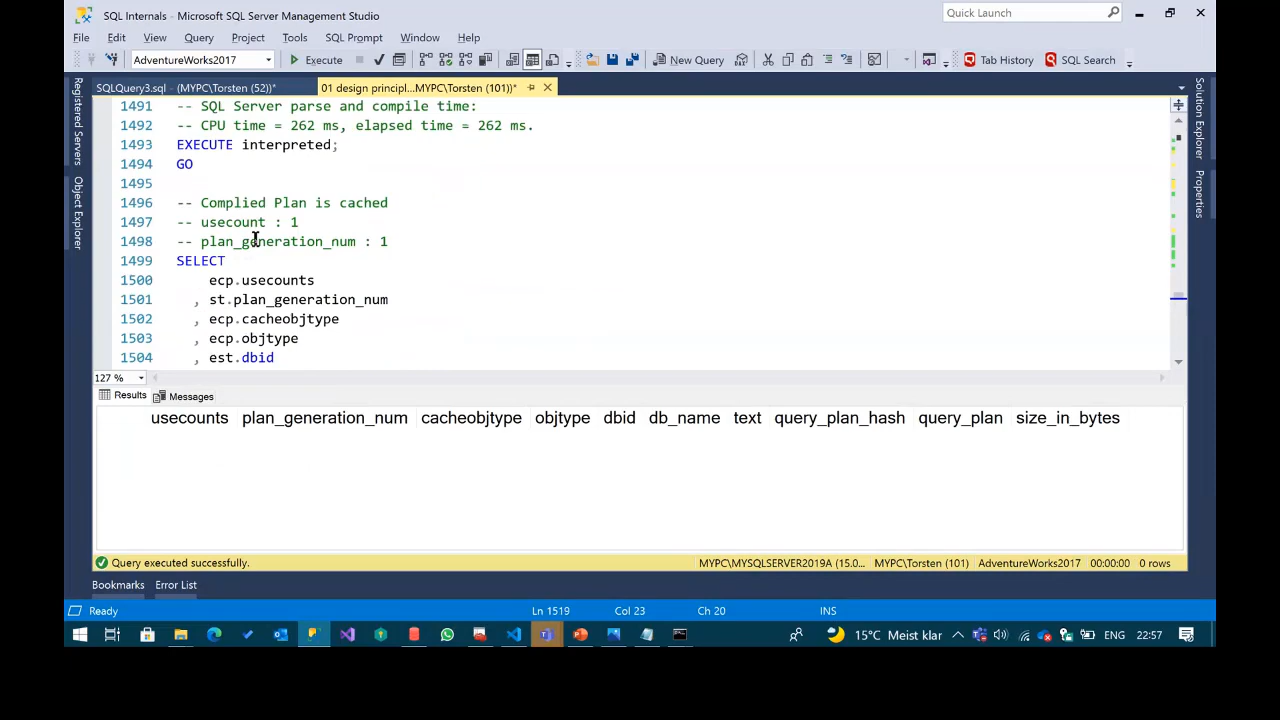 SQL Internals - Microsoft SQL Server Management Studio
Quick Launch
File Edit View Query Project Tools SQL Prompt Window Help
AdventureWorks2017 Execute New Query Tab History SQL Search
SQLQuery3.sql - (MYPC\Torsten (52))* 01 design principl...MYPC\Torsten (101))*
Registered Servers
Object Explorer
Solution Explorer
Properties
1491 -- SQL Server parse and compile time:
1492 -- CPU time = 262 ms, elapsed time = 262 ms.
1493 EXECUTE interpreted;
1494 GO
1495
1496 -- Complied Plan is cached
1497 -- usecount : 1
1498 -- plan_generation_num : 1
1499 SELECT
1500 ecp.usecounts
1501 , st.plan_generation_num
1502 , ecp.cacheobjtype
1503 , ecp.objtype
1504 , est.dbid
127 %
Results Messages
usecounts plan_generation_num cacheobjtype objtype dbid db_name text query_plan_hash query_plan size_in_bytes
Query executed successfully. MYPC\MYSQLSERVER2019A (15.0... MYPC\Torsten (101) AdventureWorks2017 00:00:00 0 rows
Bookmarks Error List
Ready Ln 1519 Col 23 Ch 20 INS
15°C Meist klar ENG 22:57